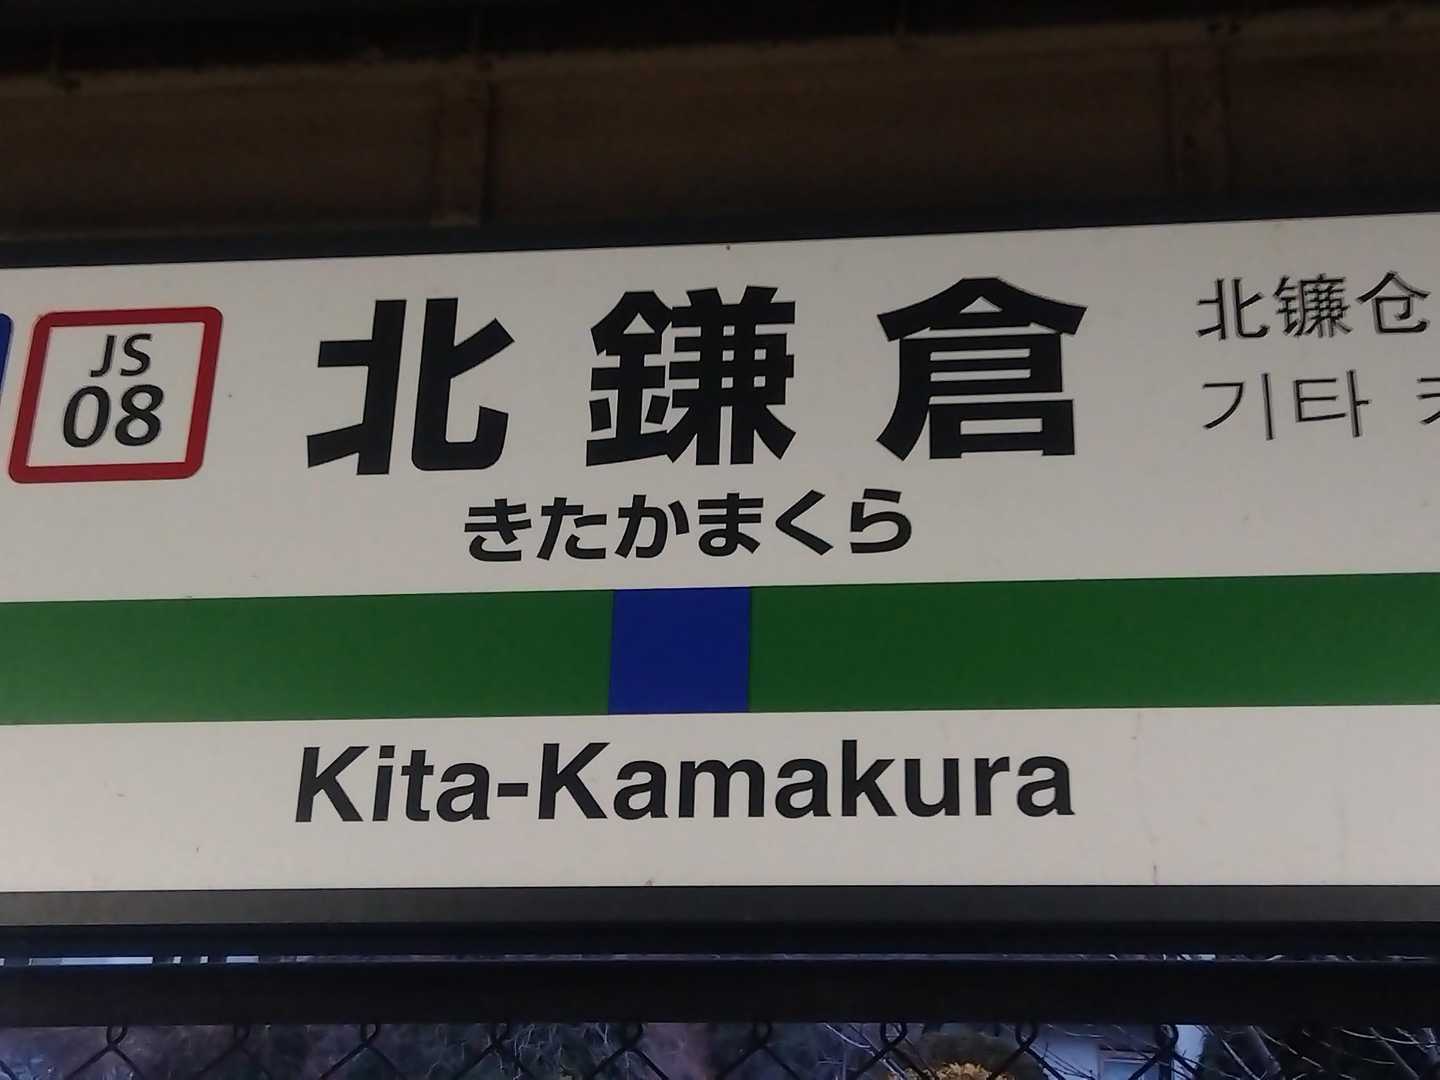 JS
08
北鎌倉
きたかまくら
Kita-Kamakura
北镰仓
기타